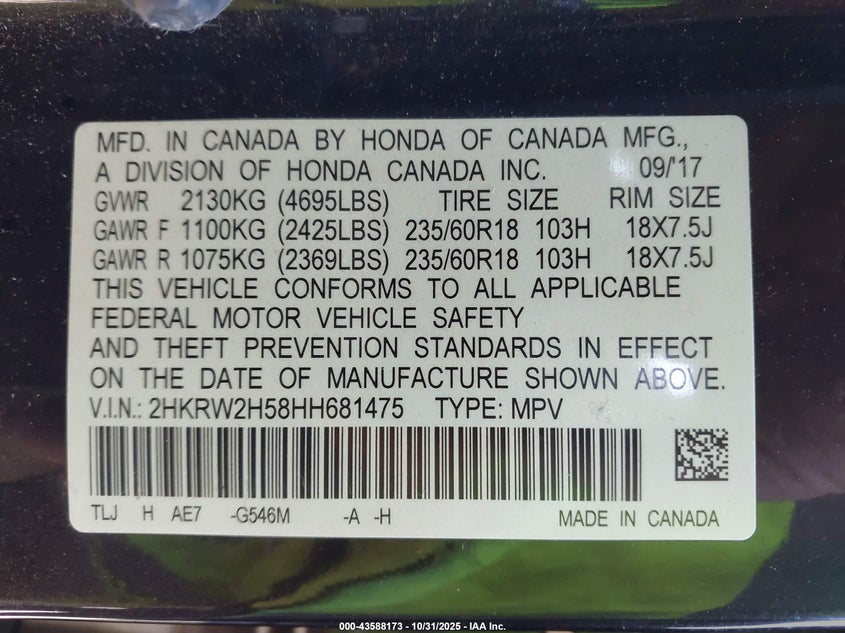 MFD. IN CANADA BY HONDA OF CANADA MFG.,
A DIVISION OF HONDA CANADA INC. 09/'17
GVWR 2130KG (4695LBS) TIRE SIZE RIM SIZE
GAWR F 1100KG (2425LBS) 235/60R18 103H 18X7.5J
GAWR R 1075KG (2369LBS) 235/60R18 103H 18X7.5J
THIS VEHICLE CONFORMS TO ALL APPLICABLE
FEDERAL MOTOR VEHICLE SAFETY
AND THEFT PREVENTION STANDARDS IN EFFECT
ON THE DATE OF MANUFACTURE SHOWN ABOVE.
V.I.N.: 2HKRW2H58HH681475 TYPE: MPV
TLJ H AE7 -G546M -A -H MADE IN CANADA
000-43588173 - 10/31/2025 - IAA Inc.